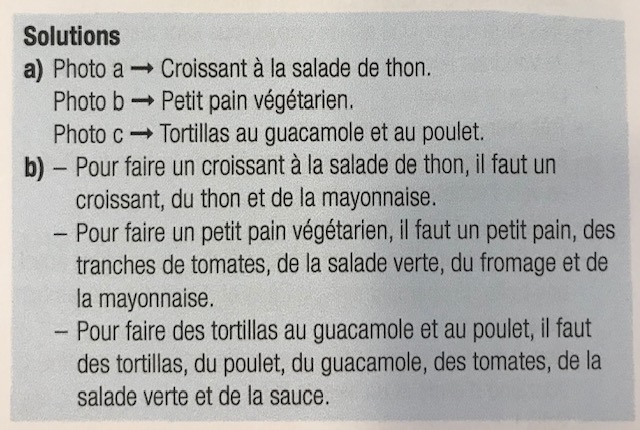 Solutions
a) Photo a → Croissant à la salade de thon.
Photo b → Petit pain végétarien.
Photo c → Tortillas au guacamole et au poulet.
b) – Pour faire un croissant à la salade de thon, il faut un
croissant, du thon et de la mayonnaise.
– Pour faire un petit pain végétarien, il faut un petit pain, des
tranches de tomates, de la salade verte, du fromage et de
la mayonnaise.
– Pour faire des tortillas au guacamole et au poulet, il faut
des tortillas, du poulet, du guacamole, des tomates, de la
salade verte et de la sauce.